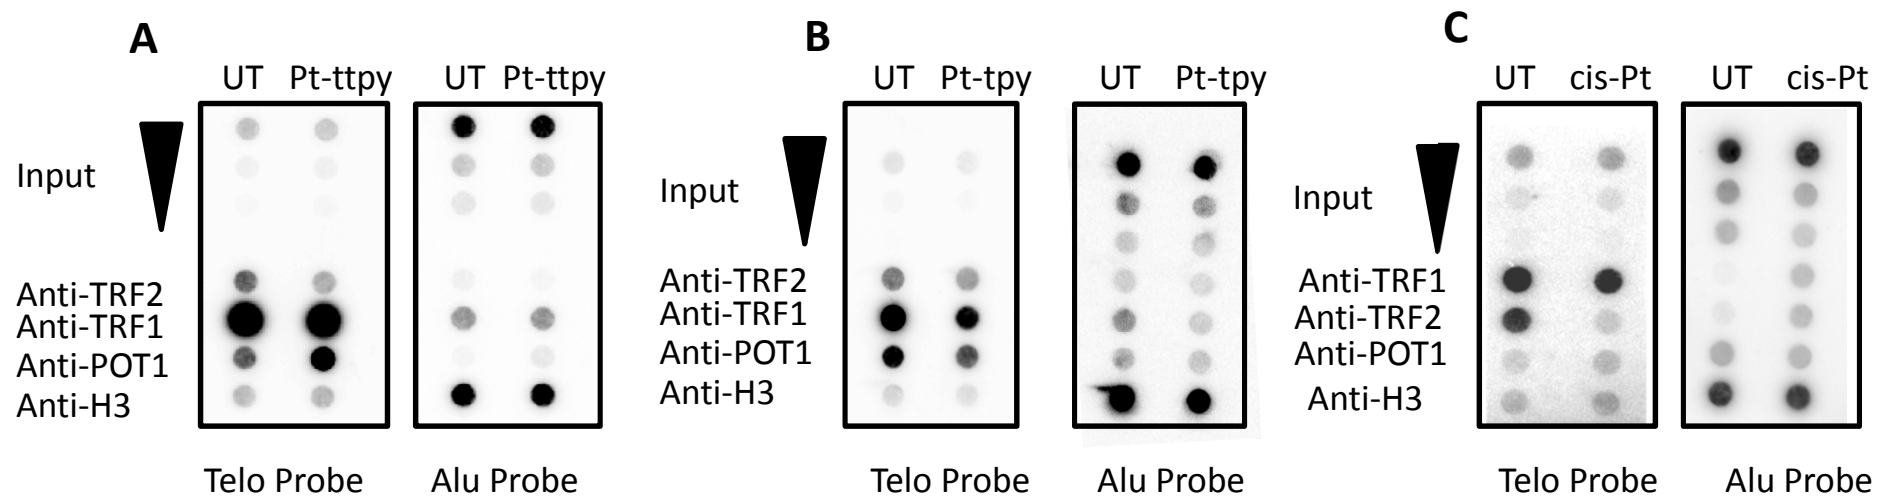 A
UT Pt-ttpy UT Pt-ttpy
Input
Anti-TRF2
Anti-TRF1
Anti-POT1
Anti-H3
Telo Probe Alu Probe
B
UT Pt-tpy UT Pt-tpy
Input
Anti-TRF2
Anti-TRF1
Anti-POT1
Anti-H3
Telo Probe Alu Probe
C
UT cis-Pt UT cis-Pt
Input
Anti-TRF1
Anti-TRF2
Anti-POT1
Anti-H3
Telo Probe Alu Probe